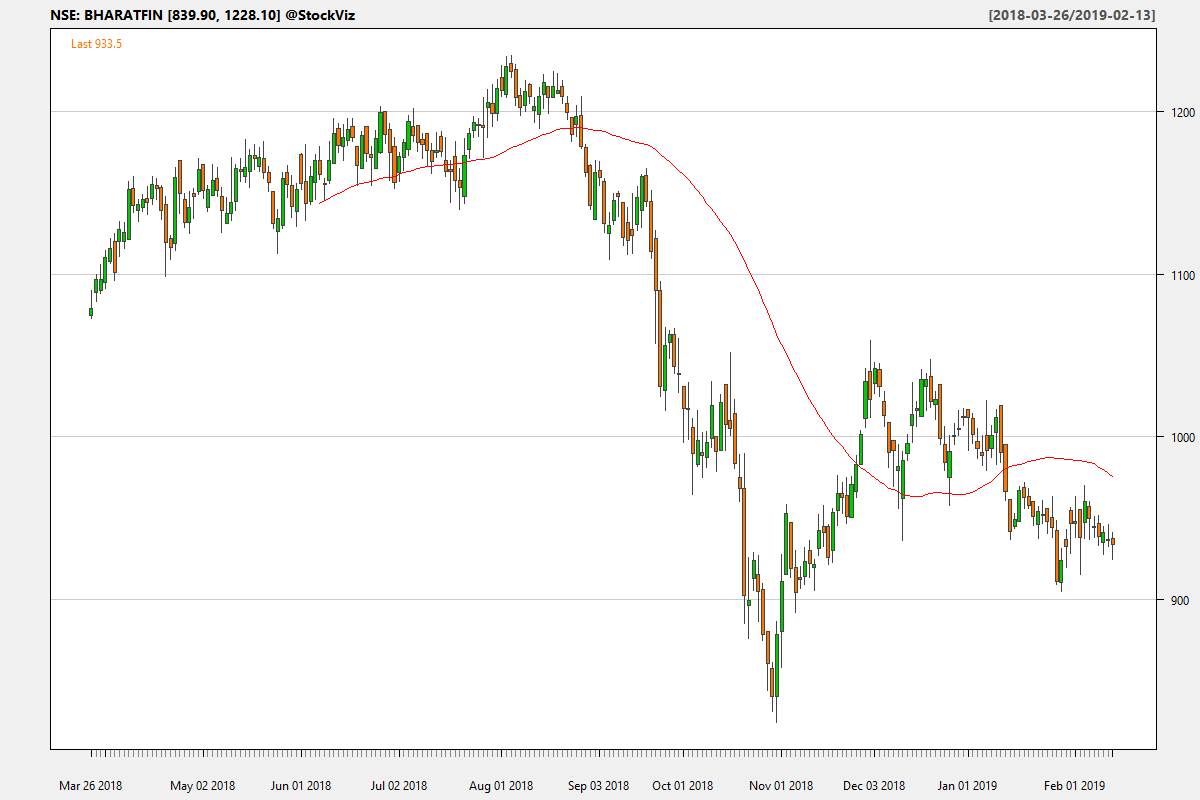 NSE: BHARATFIN [839.90, 1228.10] @StockViz [2018-03-26/2019-02-13]
Last 933.5
1200
1100
1000
900
Mar 26 2018 May 02 2018 Jun 01 2018 Jul 02 2018 Aug 01 2018 Sep 03 2018 Oct 01 2018 Nov 01 2018 Dec 03 2018 Jan 01 2019 Feb 01 2019